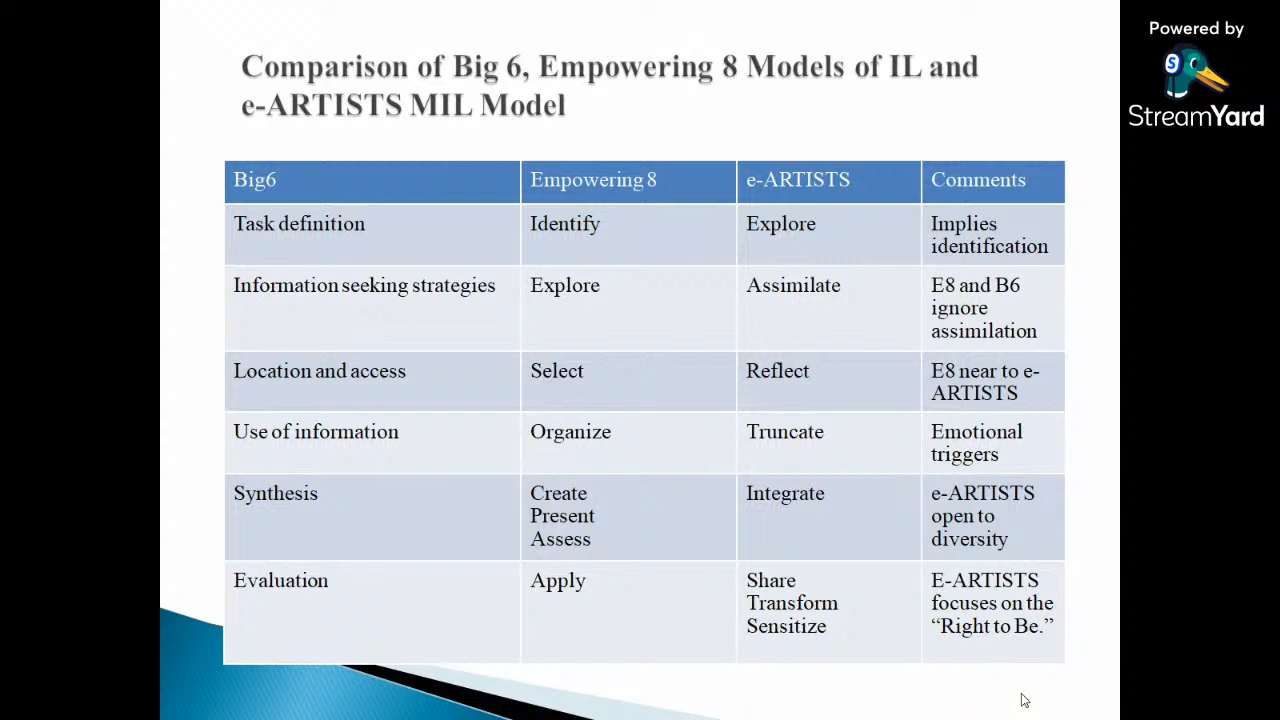 Powered by
StreamYard
Comparison of Big 6, Empowering 8 Models of IL and
e-ARTISTS MIL Model
Big6
Empowering 8
e-ARTISTS
Comments
Task definition
Identify
Explore
Implies
identification
Information seeking strategies
Explore
Assimilate
E8 and B6
ignore
assimilation
Location and access
Select
Reflect
E8 near to e-
ARTISTS
Use of information
Organize
Truncate
Emotional
triggers
Synthesis
Create
Present
Assess
Integrate
e-ARTISTS
open to
diversity
Evaluation
Apply
Share
Transform
Sensitize
E-ARTISTS
focuses on the
“Right to Be.”